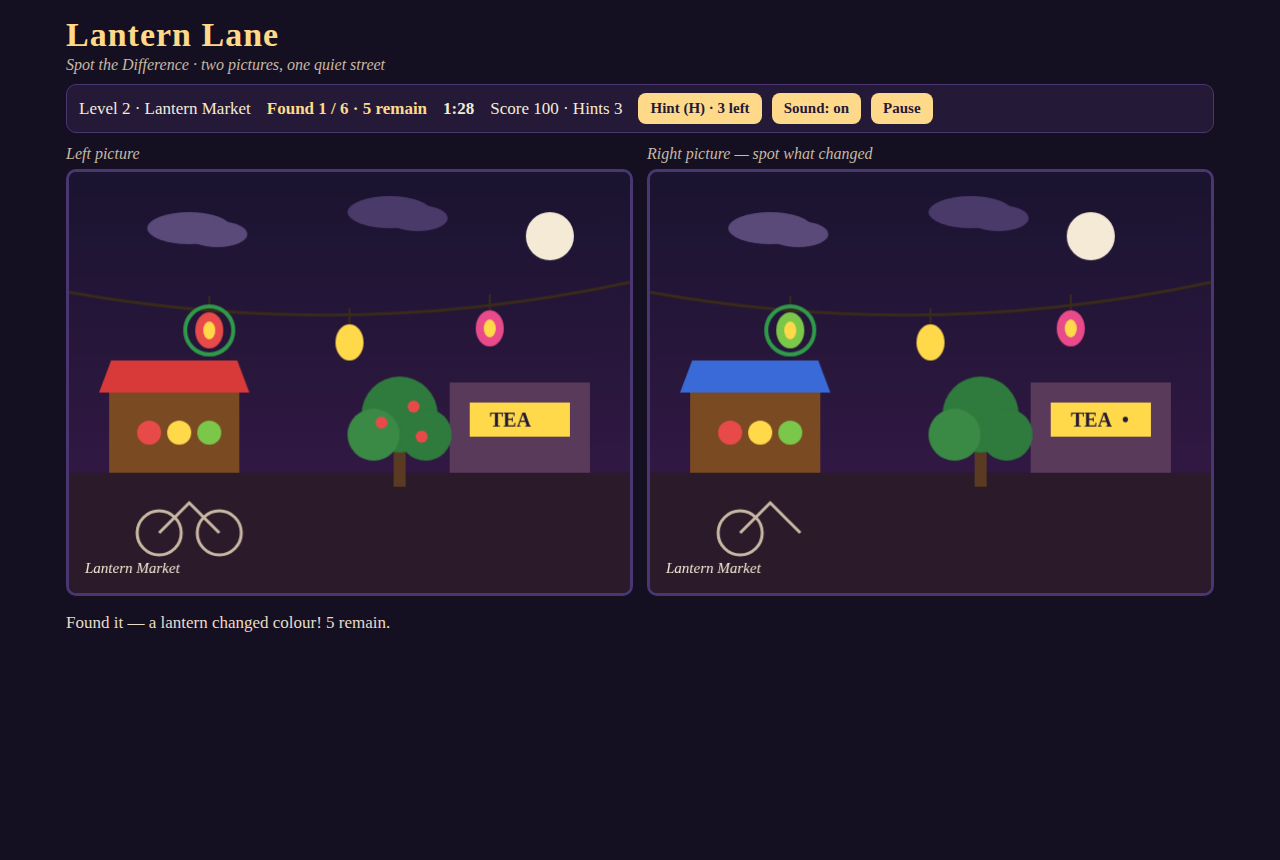 Lantern Lane
Spot the Difference · two pictures, one quiet street
Level 2 · Lantern Market Found 1 / 6 · 5 remain 1:28 Score 100 · Hints 3 Hint (H) · 3 left Sound: on Pause
Left picture
Right picture — spot what changed
TEA
TEA •
Lantern Market
Lantern Market
Found it — a lantern changed colour! 5 remain.